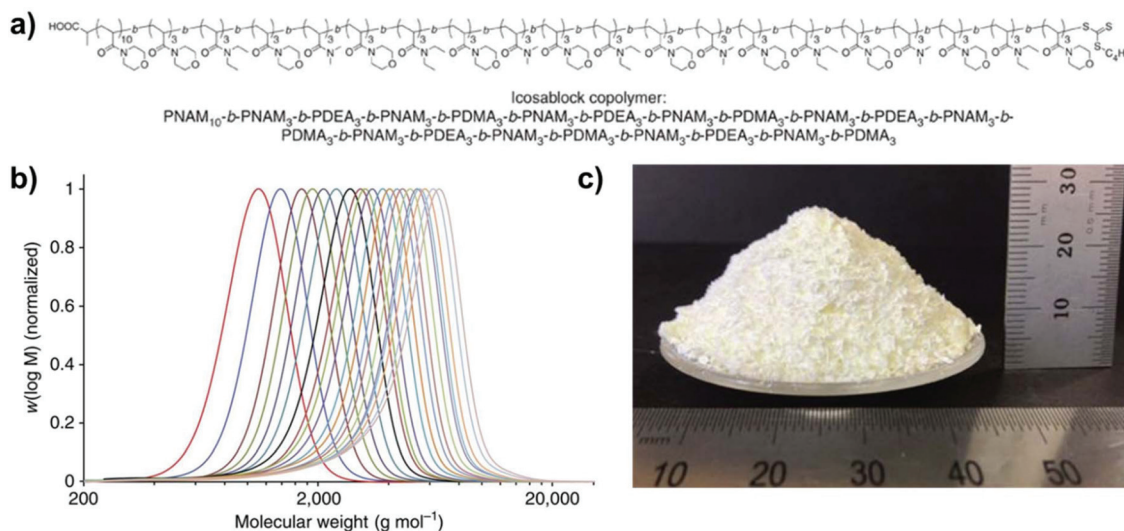 a)
HOOC
b b b b b b b b b b b b b b b b b b b S S
10 3 3 3 3 3 3 3 3 3 3 3 3 3 3 3 3 3 3 3
S
C₄H
Icosablock copolymer:
PNAM₁₀-b-PNAM₃-b-PDEA₃-b-PNAM₃-b-PDMA₃-b-PNAM₃-b-PDEA₃-b-PNAM₃-b-PDMA₃-b-PNAM₃-b-PDEA₃-b-PNAM₃-b-
PDMA₃-b-PNAM₃-b-PDEA₃-b-PNAM₃-b-PDMA₃-b-PNAM₃-b-PDEA₃-b-PNAM₃-b-PDMA₃
b)
w(log M) (normalized)
1
0.8
0.6
0.4
0.2
0
200 2,000 20,000
Molecular weight (g mol⁻¹)
c)
30
mm
20
10
mm
10 20 30 40 50